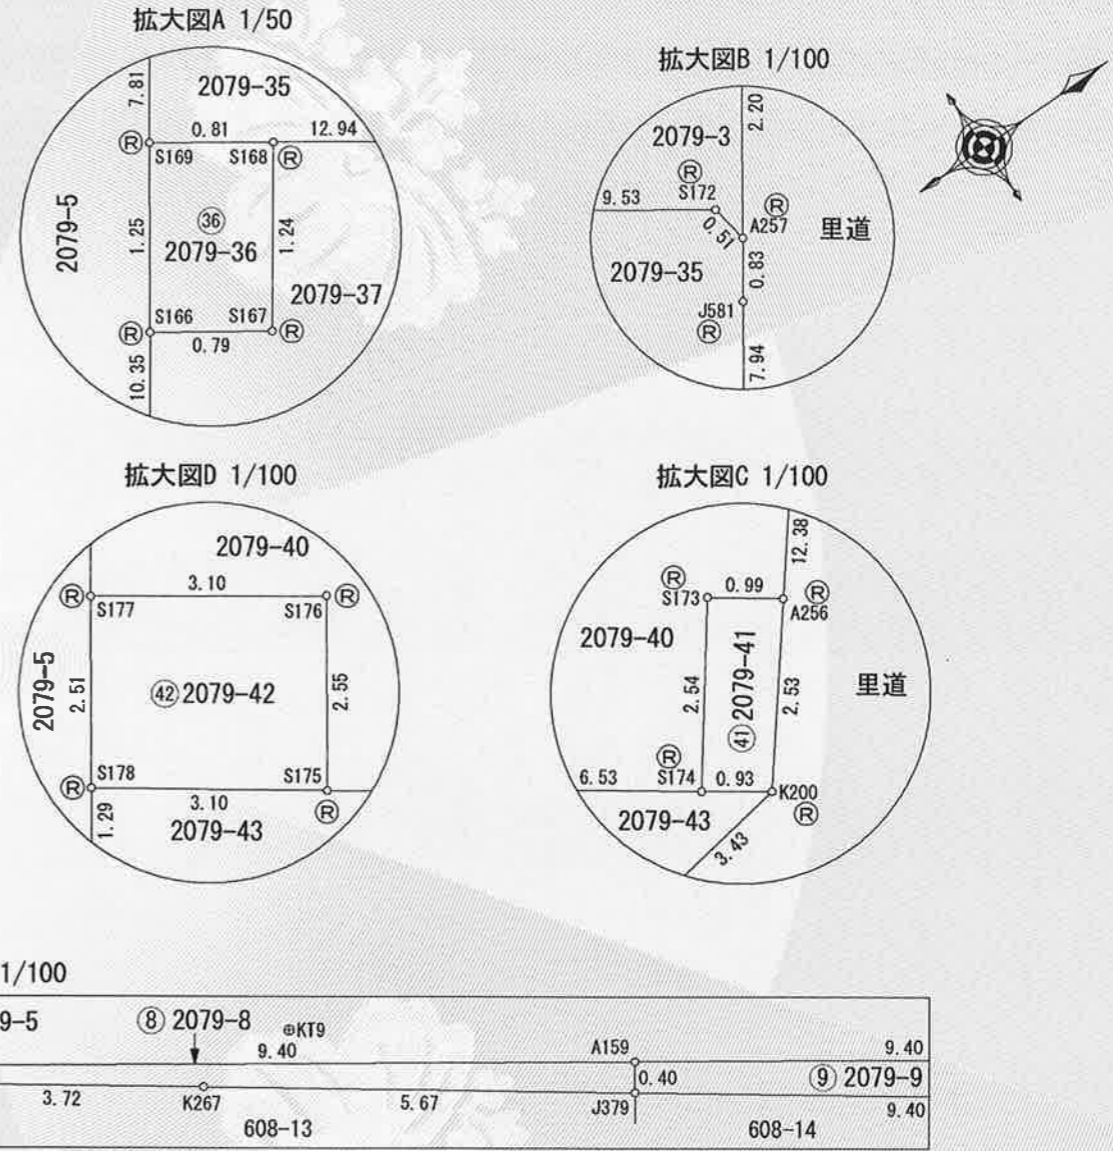 拡大図A 1/50
7.81
2079-35
Ⓡ
0.81
12.94
S169
S168
Ⓡ
2079-5
1.25
㊱
2079-36
1.24
2079-37
Ⓡ
S166
S167
Ⓡ
0.79
10.35
拡大図B 1/100
2.20
2079-3
Ⓡ
9.53
S172
Ⓡ
A257
0.51
里道
2079-35
0.83
J581
Ⓡ
7.94
拡大図D 1/100
2079-40
3.10
Ⓡ
S177
S176
Ⓡ
2079-5
2.51
㊷ 2079-42
2.55
Ⓡ
S178
S175
3.10
Ⓡ
1.29
2079-43
拡大図C 1/100
12.38
Ⓡ
S173
0.99
Ⓡ
A256
2079-40
2.54
㊶ 2079-41
2.53
里道
Ⓡ
6.53
S174
0.93
K200
Ⓡ
2079-43
3.43
1/100
9-5
⑧ 2079-8
⊕KT9
9.40
A159
9.40
0.40
⑨ 2079-9
3.72
K267
5.67
J379
9.40
608-13
608-14